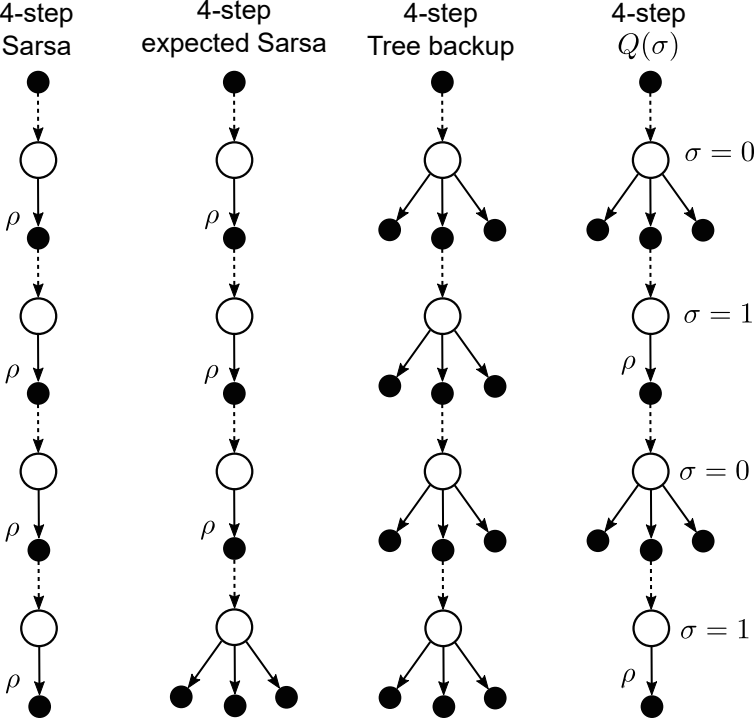 4-step
Sarsa
4-step
expected Sarsa
4-step
Tree backup
4-step
Q(σ)
σ = 0
ρ
ρ
σ = 1
ρ
ρ
ρ
σ = 0
ρ
ρ
σ = 1
ρ
ρ